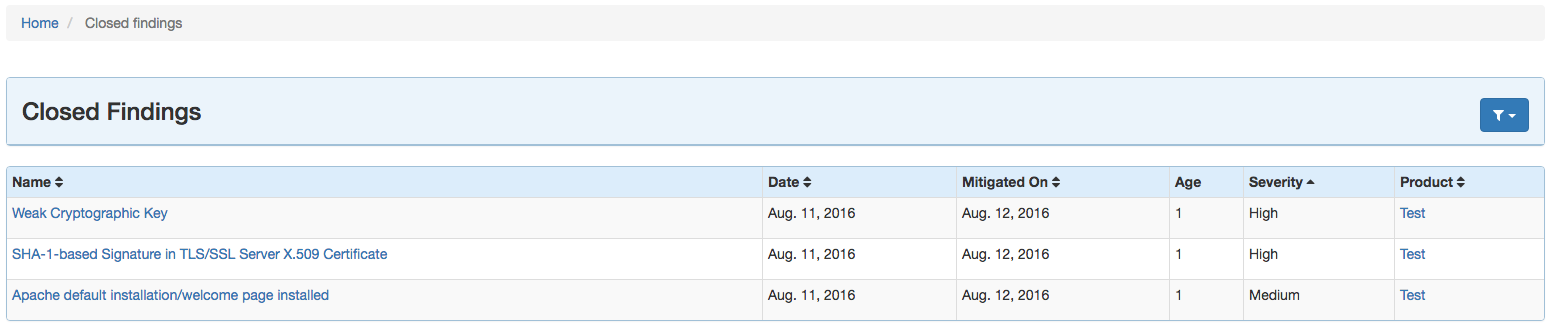 Home / Closed findings
Closed Findings
Name Date Mitigated On Age Severity Product
Weak Cryptographic Key Aug. 11, 2016 Aug. 12, 2016 1 High Test
SHA-1-based Signature in TLS/SSL Server X.509 Certificate Aug. 11, 2016 Aug. 12, 2016 1 High Test
Apache default installation/welcome page installed Aug. 11, 2016 Aug. 12, 2016 1 Medium Test